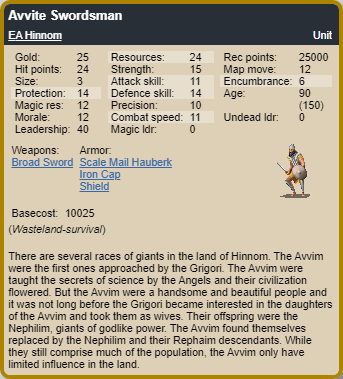 Avvite Swordsman
EA Hinnom Unit
Gold: 25 Resources: 24 Rec points: 25000
Hit points: 24 Strength: 15 Map move: 12
Size: 3 Attack skill: 11 Encumbrance: 6
Protection: 14 Defence skill: 14 Age: 90
Magic res: 12 Precision: 10 (150)
Morale: 12 Combat speed: 11 Undead ldr: 0
Leadership: 40 Magic ldr: 0
Weapons: Armor:
Broad Sword Scale Mail Hauberk
Iron Cap
Shield
Basecost: 10025
(Wasteland-survival)
There are several races of giants in the land of Hinnom. The Avvim
were the first ones approached by the Grigori. The Avvim were
taught the secrets of science by the Angels and their civilization
flowered. But the Avvim were a handsome and beautiful people and
it was not long before the Grigori became interested in the daughters
of the Avvim and took them as wives. Their offspring were the
Nephilim, giants of godlike power. The Avvim found themselves
replaced by the Nephilim and their Rephaim descendants. While
they still comprise much of the population, the Avvim only have
limited influence in the land.